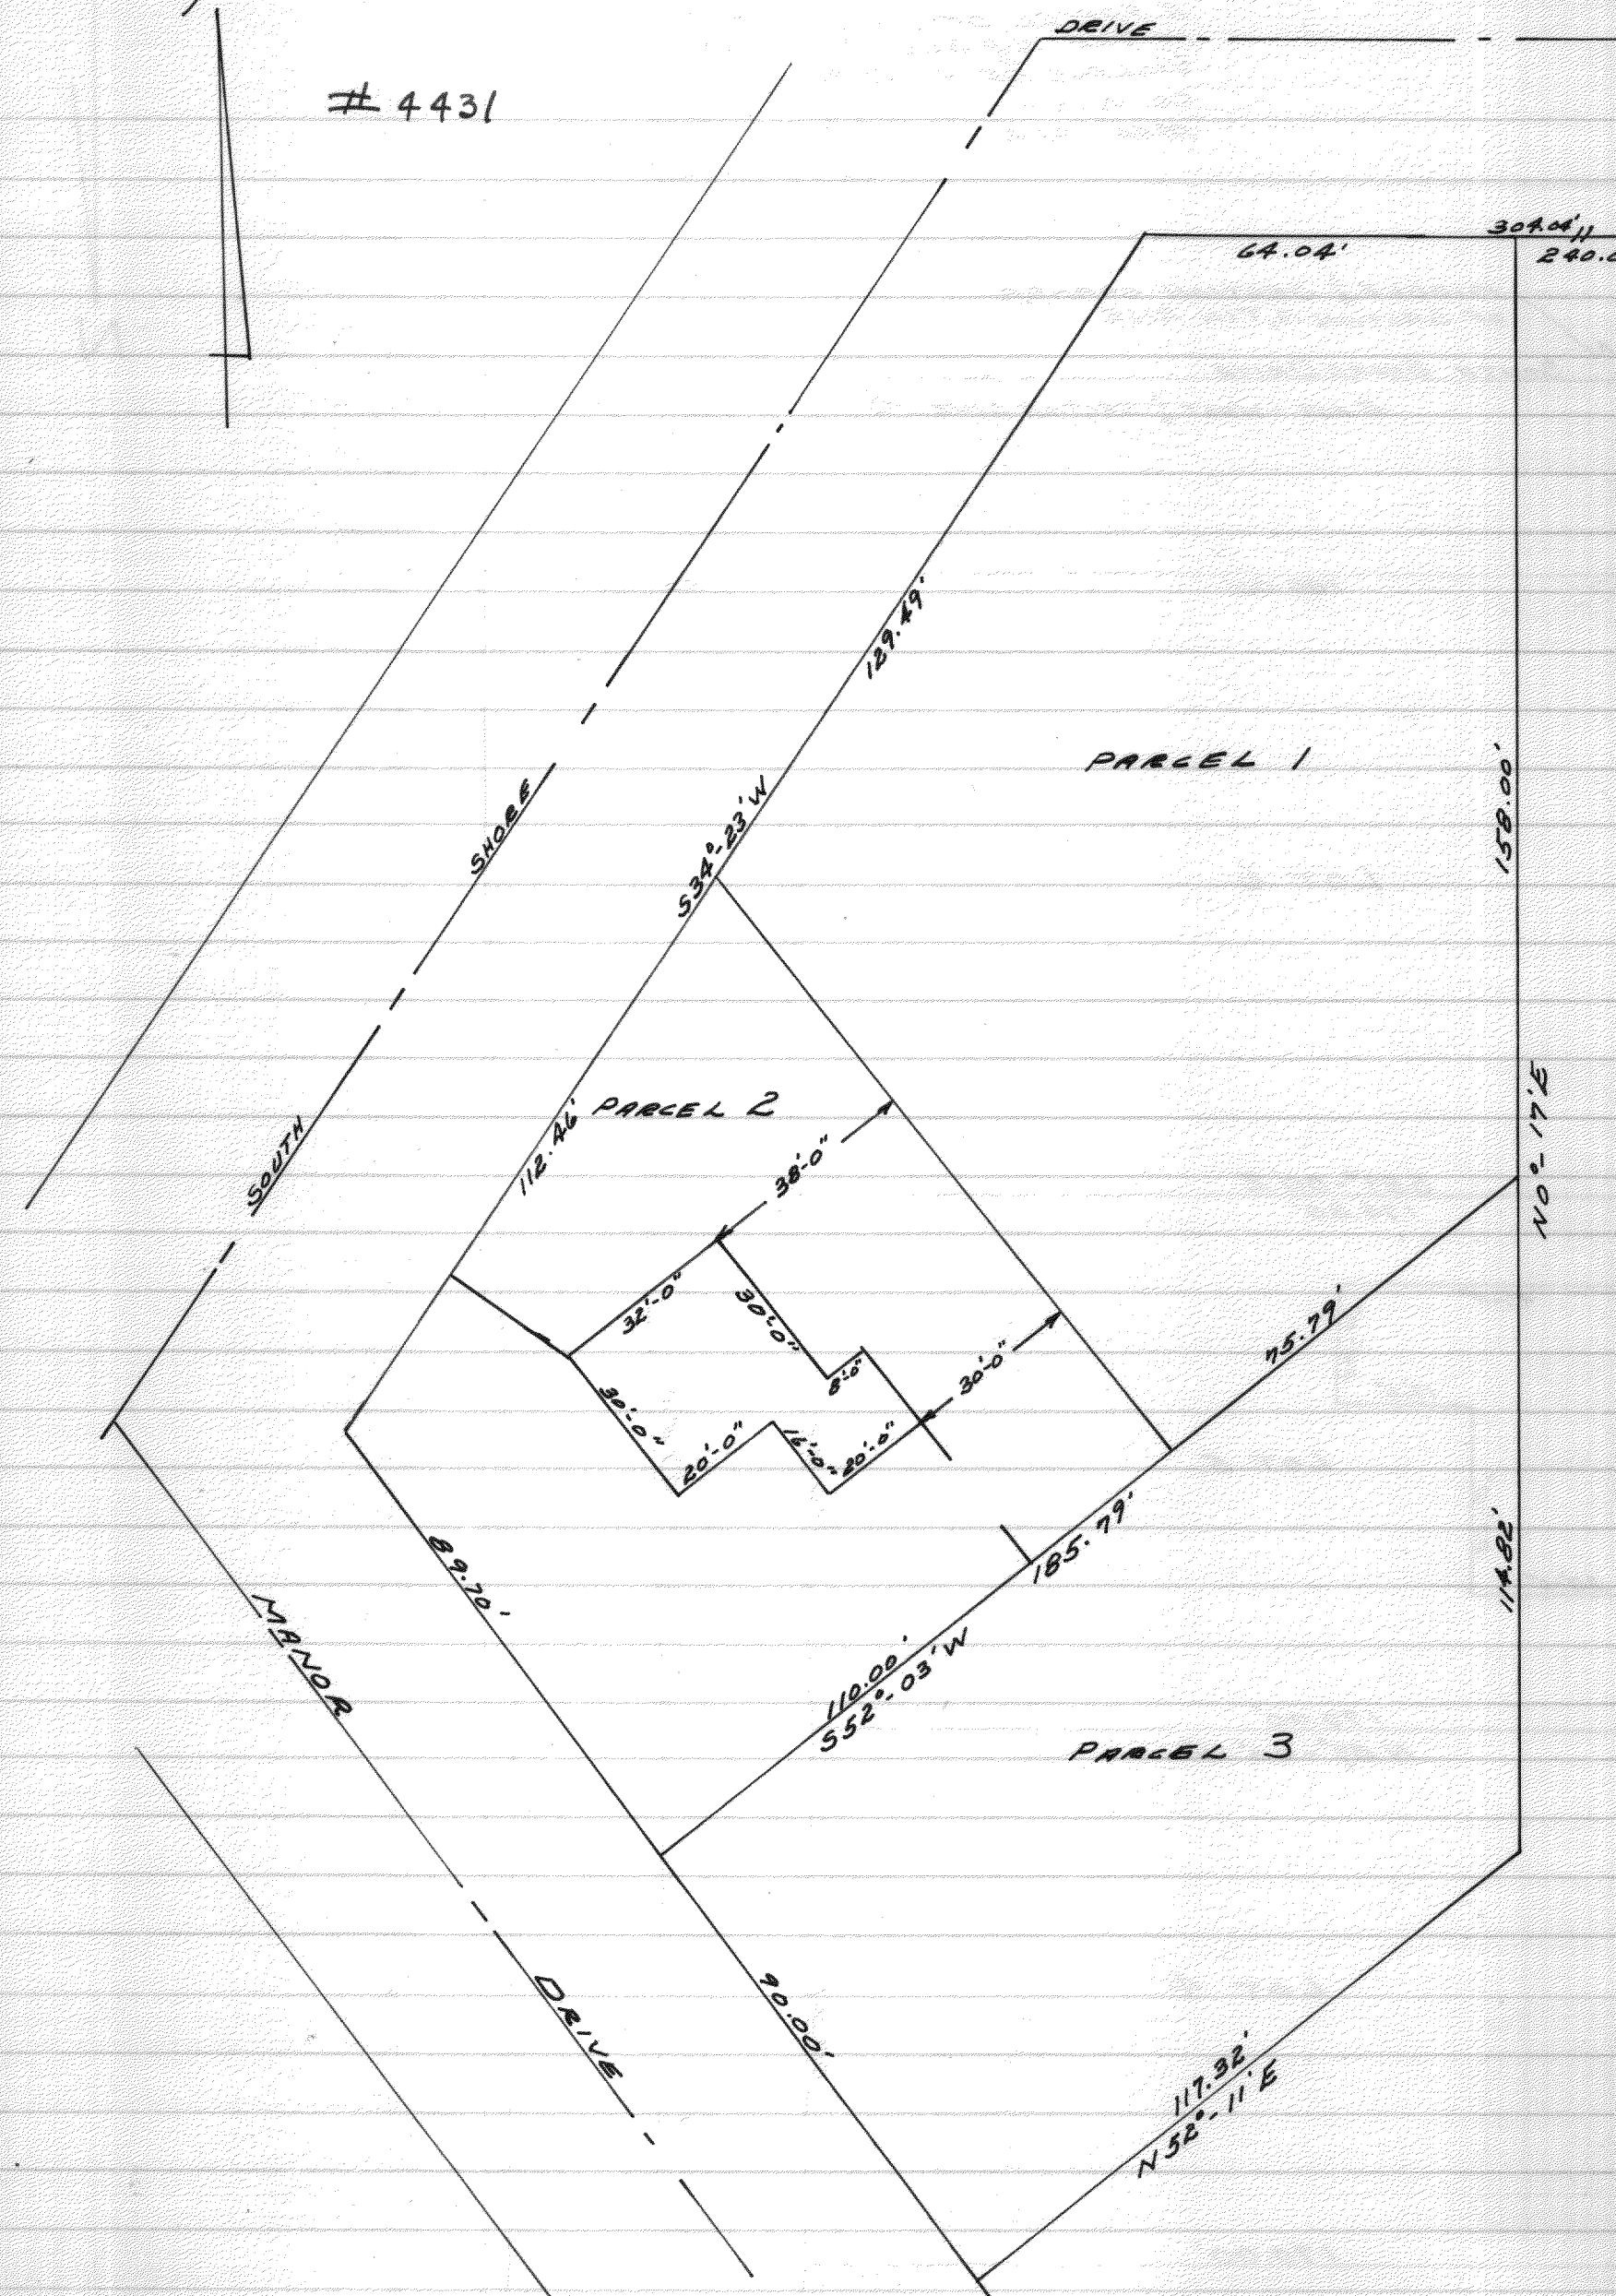 DRIVE
# 4431
304.04'
64.04'
129.49'
PARCEL 1
158.00'
SHORE
S34°-23'W
N0°-17'E
SOUTH
112.46'
PARCEL 2
38'-0"
32'-0"
30'-0"
8'-0"
30'-0"
75.79'
30'-0"
20'-0"
16'-0"
20'-0"
89.70'
185.79'
114.82'
MANOR
110.00'
S52°-03'W
PARCEL 3
DRIVE
90.00'
117.32'
N52°-11'E